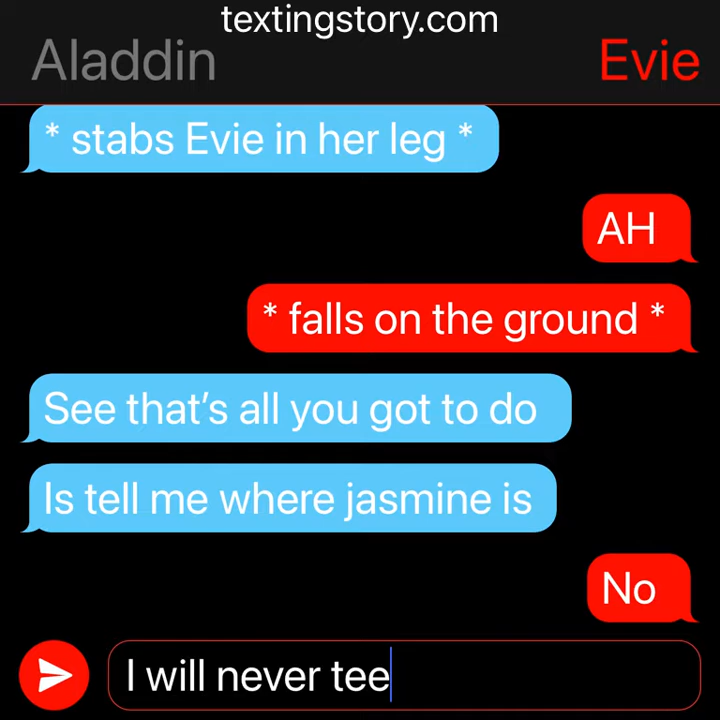 textingstory.com
Aladdin
Evie
* stabs Evie in her leg *
AH
* falls on the ground *
See that’s all you got to do
Is tell me where jasmine is
No
I will never tee